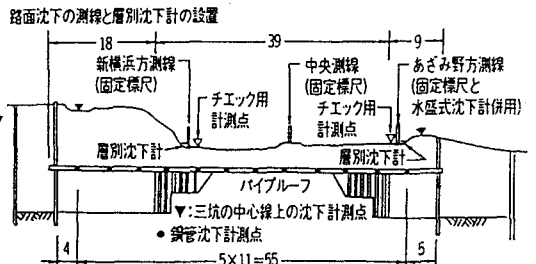 路面沈下の測線と層別沈下計の設置
18
39
9
新横浜方測線
(固定標尺)
中央測線
(固定標尺)
あざみ野方測線
(固定標尺と
水盛式沈下計併用)
チエック用
計測点
チエック用
計測点
層別沈下計
層別沈下計
パイプルーフ
▼:三坑の中心線上の沈下計測点
● 鋼管沈下計測点
4
5×11=55
5